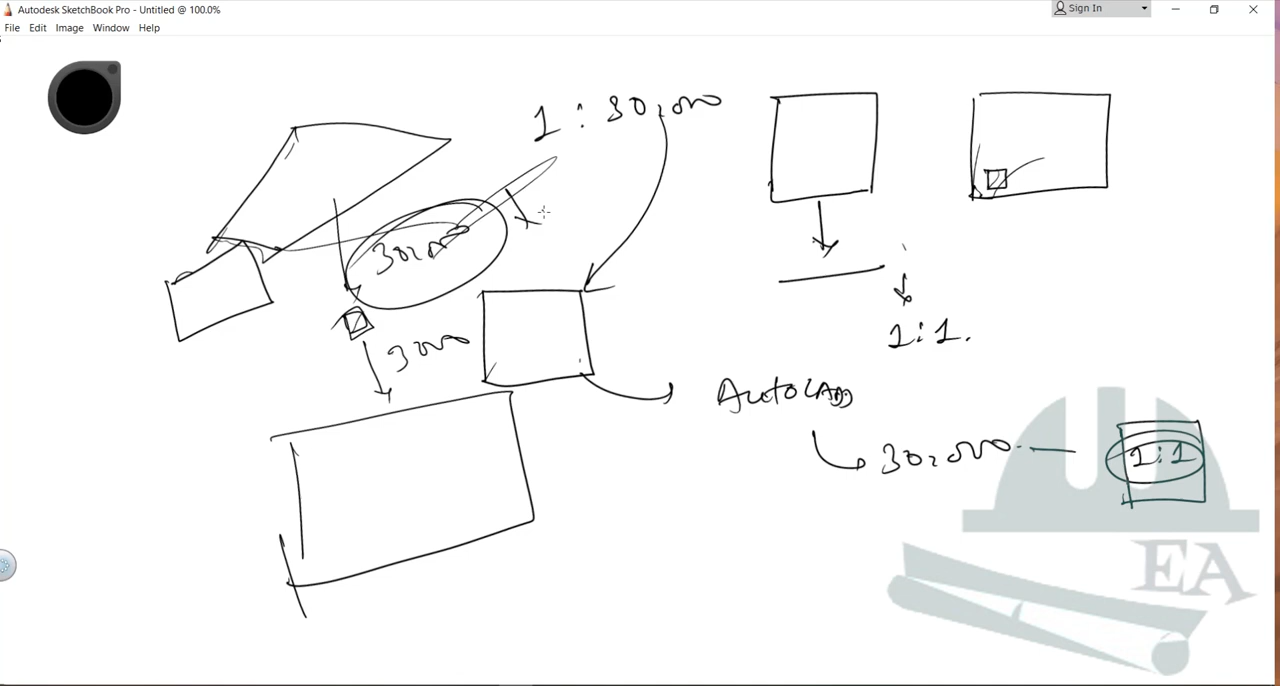 Autodesk SketchBook Pro - Untitled @ 100.0%
Sign In
File Edit Image Window Help
1 : 30,000
30,000
3000
1:1.
AutoCAD
30,000
1:1
EA